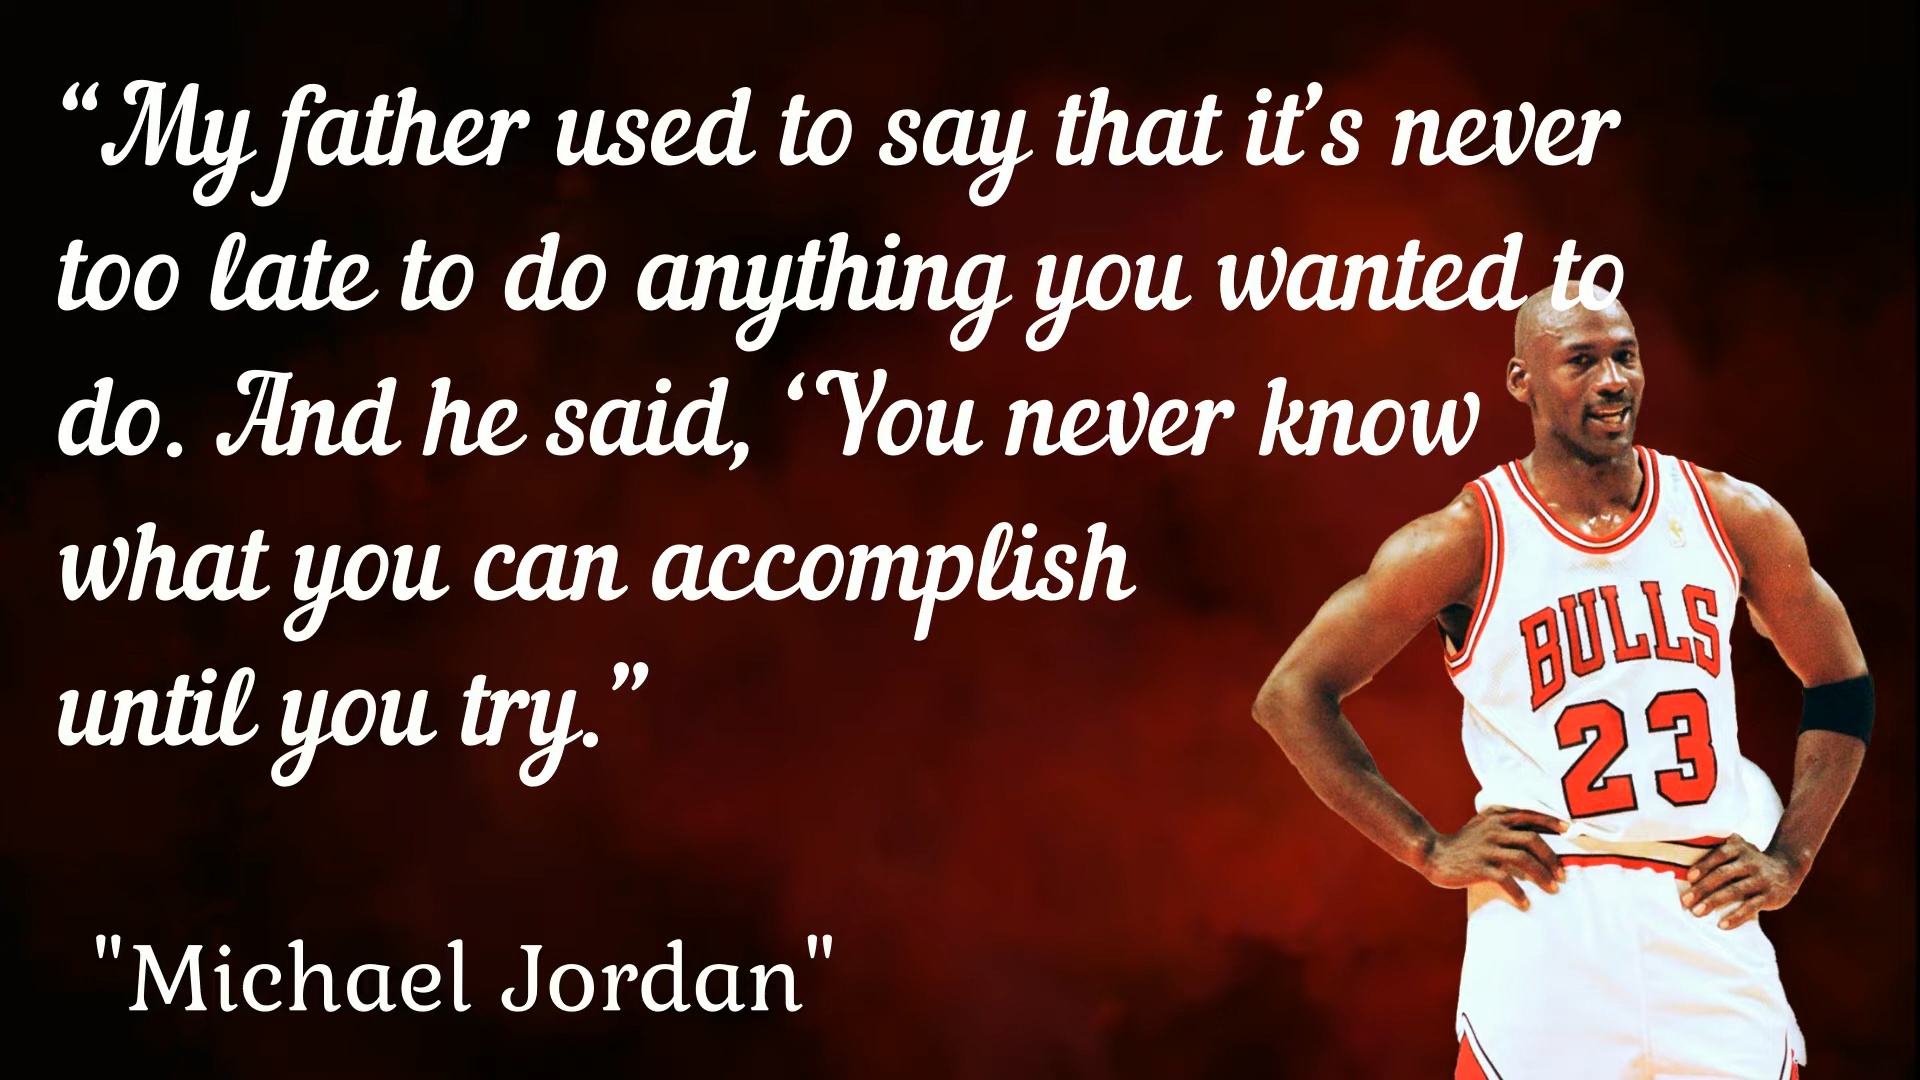 “My father used to say that it’s never
too late to do anything you wanted to
do. And he said, ‘You never know
what you can accomplish
until you try.”
"Michael Jordan"
BULLS
23